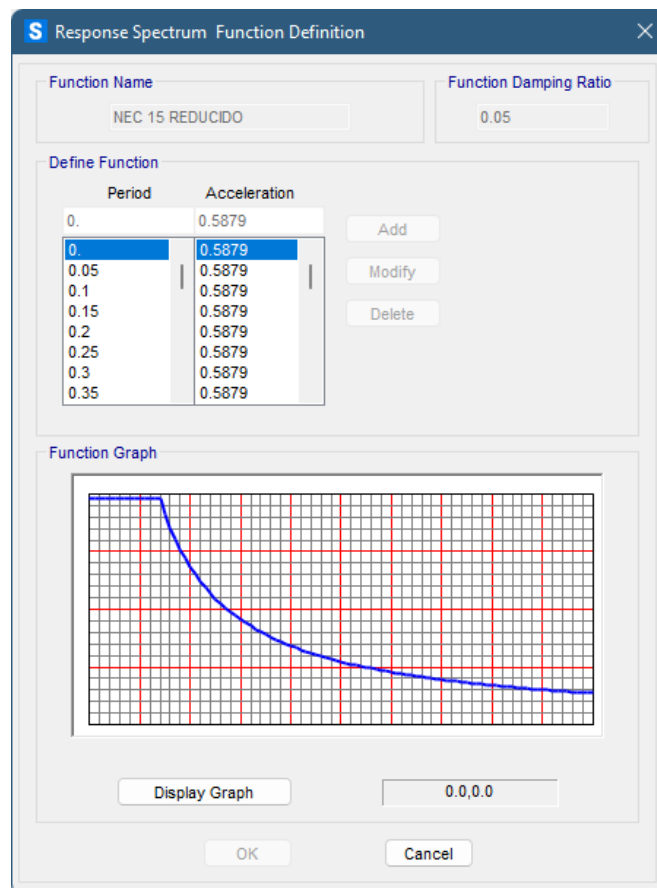 S Response Spectrum Function Definition
Function Name
NEC 15 REDUCIDO
Function Damping Ratio
0.05
Define Function
Period Acceleration
0. 0.5879
Add
0. 0.5879
0.05 0.5879
Modify
0.1 0.5879
0.15 0.5879
Delete
0.2 0.5879
0.25 0.5879
0.3 0.5879
0.35 0.5879
Function Graph
Display Graph
0.0,0.0
OK
Cancel